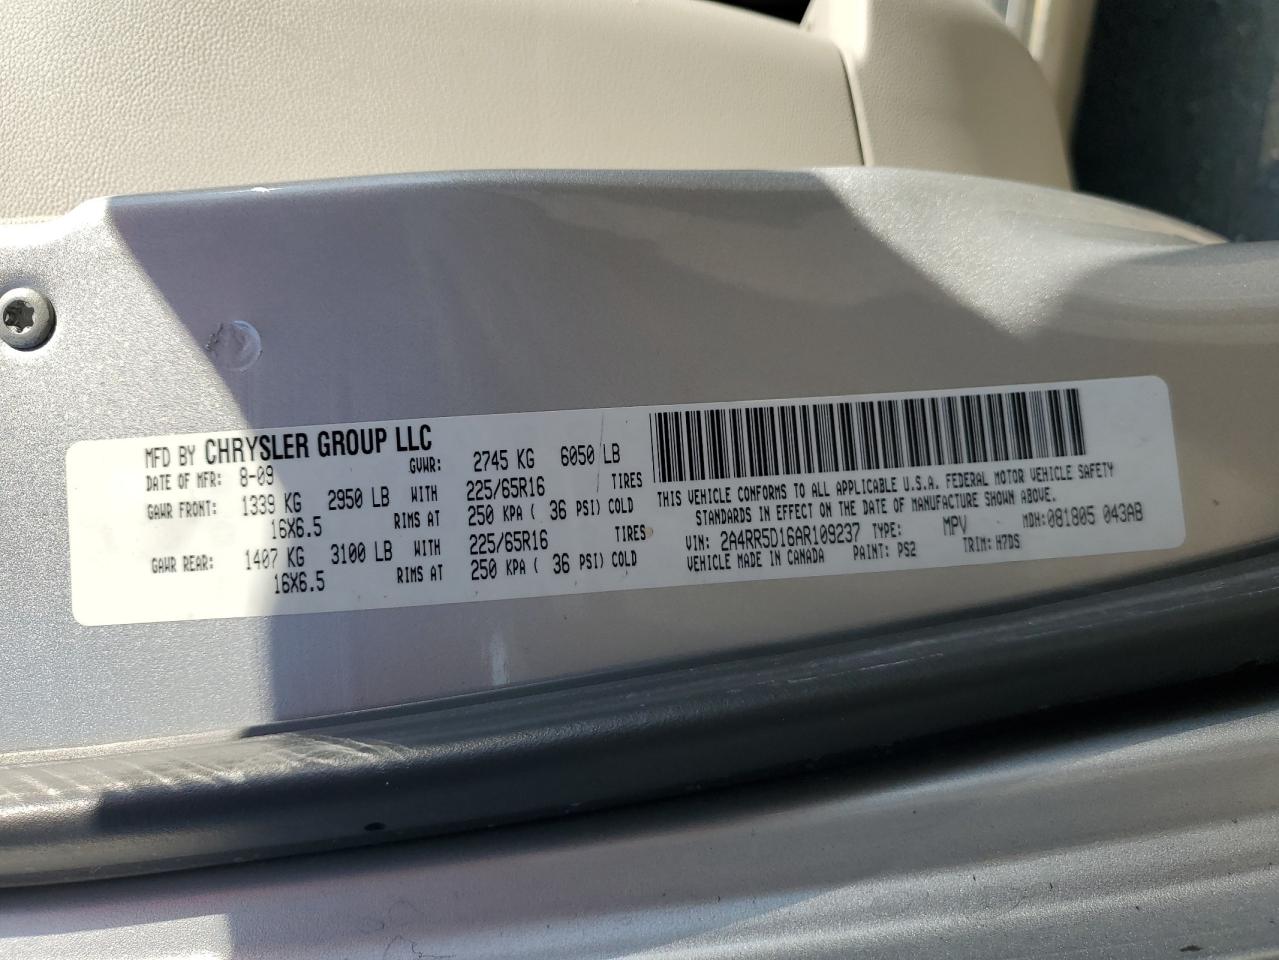 MFD BY CHRYSLER GROUP LLC
DATE OF MFR: 8-09 GVWR: 2745 KG 6050 LB
GAWR FRONT: 1339 KG 2950 LB WITH 225/65R16 TIRES
16X6.5 RIMS AT 250 KPA ( 36 PSI) COLD
GAWR REAR: 1407 KG 3100 LB WITH 225/65R16 TIRES
16X6.5 RIMS AT 250 KPA ( 36 PSI) COLD
THIS VEHICLE CONFORMS TO ALL APPLICABLE U.S.A. FEDERAL MOTOR VEHICLE SAFETY
STANDARDS IN EFFECT ON THE DATE OF MANUFACTURE SHOWN ABOVE.
VIN: 2A4RR5D16AR109237 TYPE: MPV MDH:081805 043AB
VEHICLE MADE IN CANADA PAINT: PS2 TRIM: H7DS